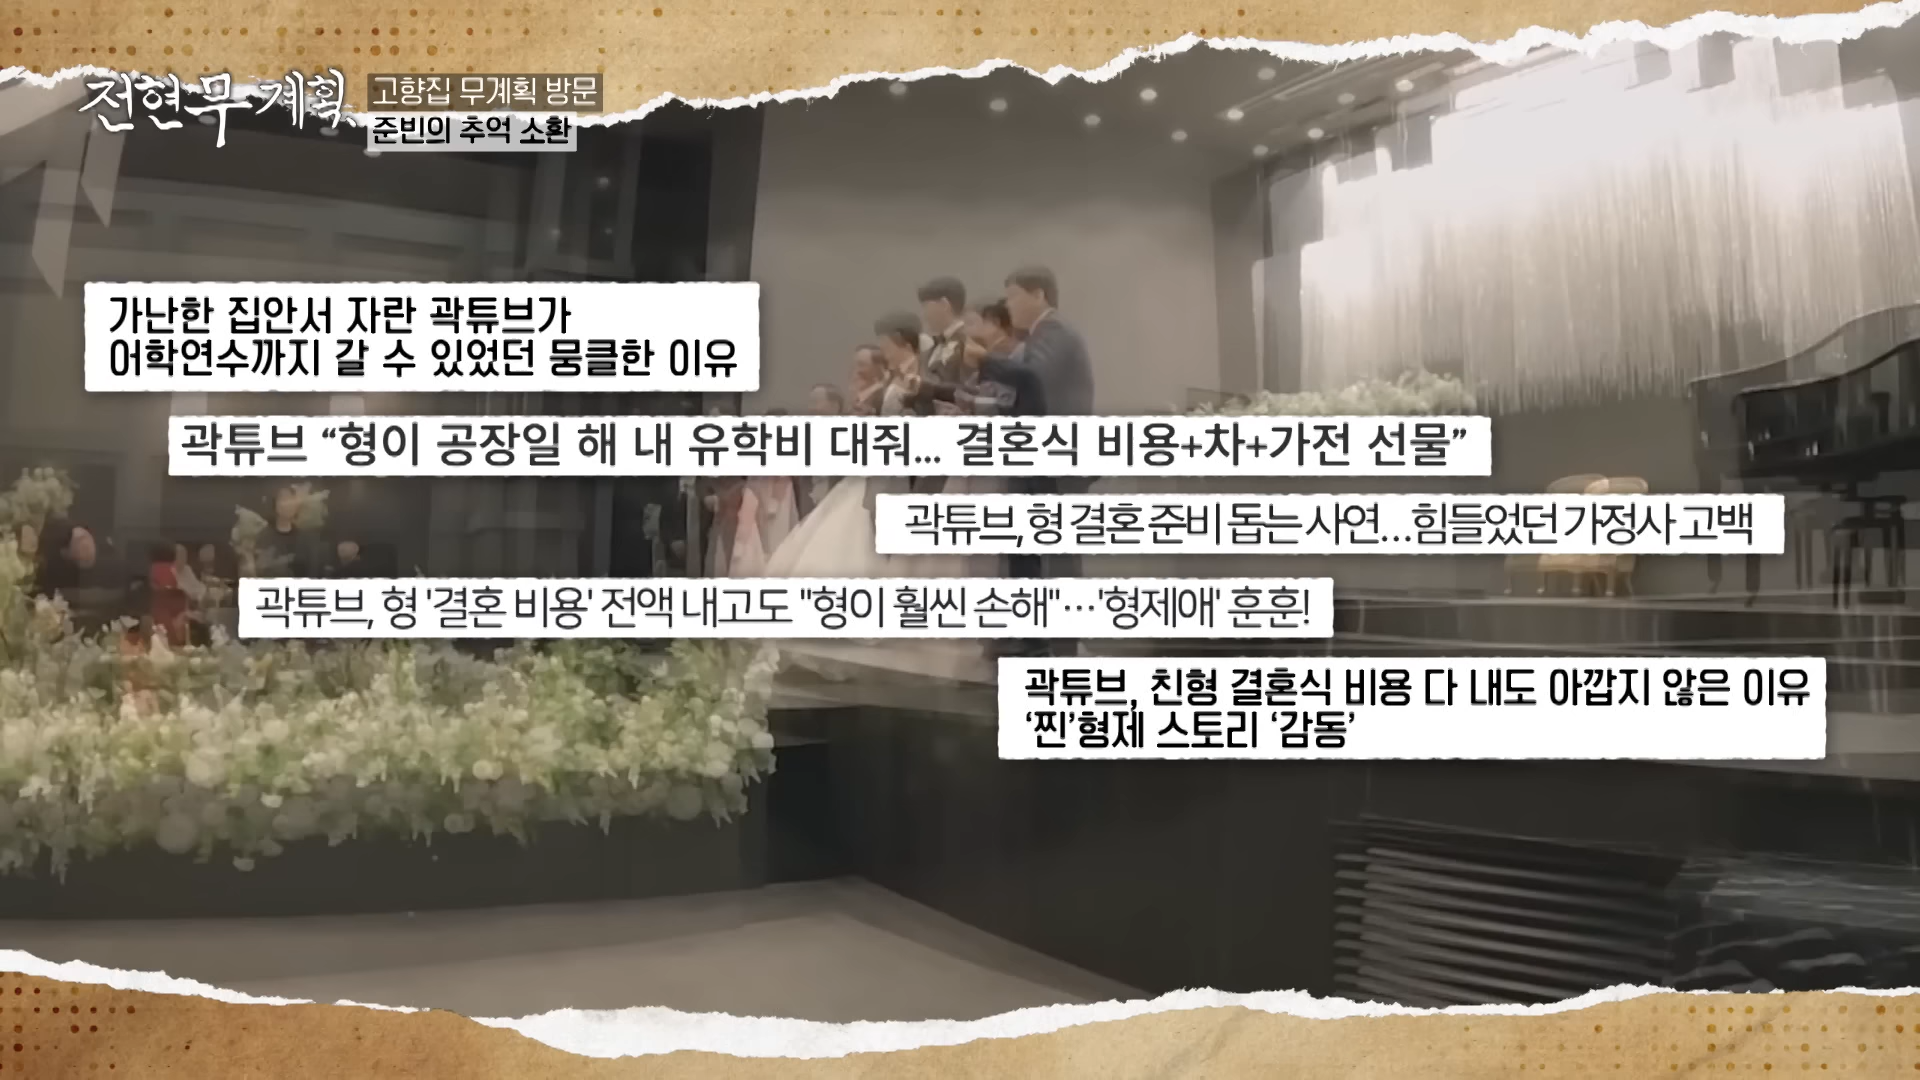 전현무계획
고향집 무계획 방문
준빈의 추억 소환
가난한 집안서 자란 곽튜브가
어학연수까지 갈 수 있었던 뭉클한 이유
곽튜브 “형이 공장일 해 내 유학비 대줘... 결혼식 비용+차+가전 선물”
곽튜브, 형 결혼 준비 돕는 사연...힘들었던 가정사 고백
곽튜브, 형 '결혼 비용' 전액 내고도 "형이 훨씬 손해"…'형제애' 훈훈!
곽튜브, 친형 결혼식 비용 다 내도 아깝지 않은 이유
‘찐’형제 스토리 ‘감동’